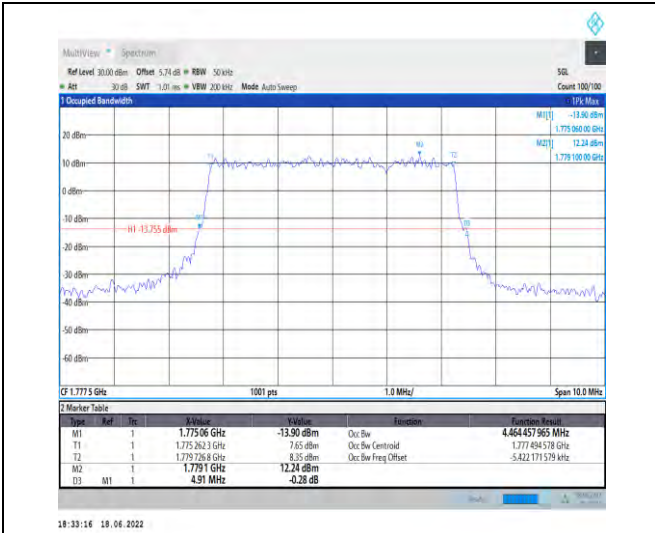 MultiView Spectrum
Ref Level 30.00 dBm Offset 5.74 dB RBW 50 kHz SGL
Att 30 dB SWT 1.01 ms VBW 200 kHz Mode Auto Sweep Count 100/100
1 Occupied Bandwidth 1Pk Max
M1[1] -13.90 dBm
1.775 060 00 GHz
M2[1] 12.24 dBm
1.779 100 00 GHz
20 dBm
M2
T1 T2
10 dBm
0 dBm
-10 dBm
H1 -13.755 dBm
-20 dBm
-30 dBm
-40 dBm
-50 dBm
-60 dBm
CF 1.777 5 GHz 1001 pts 1.0 MHz/ Span 10.0 MHz
2 Marker Table
Type Ref Trc X-Value Y-Value Function Function Result
M1 1 1.775 06 GHz -13.90 dBm Occ Bw 4.464 457 965 MHz
T1 1 1.775 262 3 GHz 7.65 dBm Occ Bw Centroid 1.777 494 578 GHz
T2 1 1.779 726 8 GHz 8.35 dBm Occ Bw Freq Offset -5.422 171 579 kHz
M2 1 1.779 1 GHz 12.24 dBm
D3 M1 1 4.91 MHz -0.28 dB
18:33:16 18.06.2022